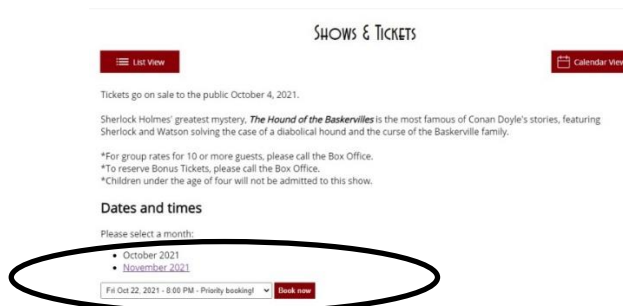 Shows & Tickets
List View
Calendar View
Tickets go on sale to the public October 4, 2021.
Sherlock Holmes' greatest mystery, The Hound of the Baskervilles is the most famous of Conan Doyle's stories, featuring
Sherlock and Watson solving the case of a diabolical hound and the curse of the Baskerville family.
*For group rates for 10 or more guests, please call the Box Office.
*To reserve Bonus Tickets, please call the Box Office.
*Children under the age of four will not be admitted to this show.
Dates and times
Please select a month:
• October 2021
• November 2021
Fri Oct 22, 2021 - 8:00 PM - Priority booking! Book now